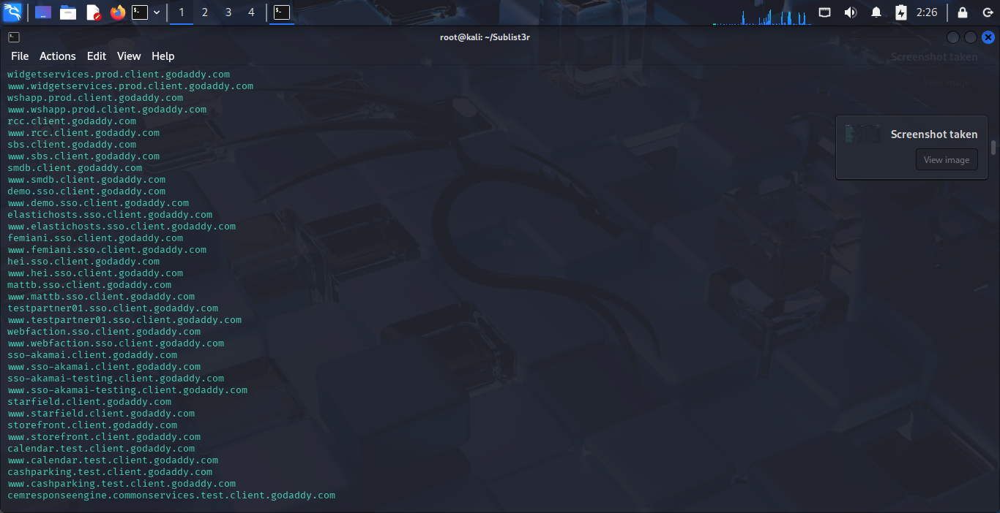 1 2 3 4 2:26
root@kali: ~/Sublist3r
File Actions Edit View Help
Screenshot taken
View image
Screenshot taken
View image
widgetservices.prod.client.godaddy.com
www.widgetservices.prod.client.godaddy.com
wshapp.prod.client.godaddy.com
www.wshapp.prod.client.godaddy.com
rcc.client.godaddy.com
www.rcc.client.godaddy.com
sbs.client.godaddy.com
www.sbs.client.godaddy.com
smdb.client.godaddy.com
www.smdb.client.godaddy.com
demo.sso.client.godaddy.com
www.demo.sso.client.godaddy.com
elastichosts.sso.client.godaddy.com
www.elastichosts.sso.client.godaddy.com
femiani.sso.client.godaddy.com
www.femiani.sso.client.godaddy.com
hei.sso.client.godaddy.com
www.hei.sso.client.godaddy.com
mattb.sso.client.godaddy.com
www.mattb.sso.client.godaddy.com
testpartner01.sso.client.godaddy.com
www.testpartner01.sso.client.godaddy.com
webfaction.sso.client.godaddy.com
www.webfaction.sso.client.godaddy.com
sso-akamai.client.godaddy.com
www.sso-akamai.client.godaddy.com
sso-akamai-testing.client.godaddy.com
www.sso-akamai-testing.client.godaddy.com
starfield.client.godaddy.com
www.starfield.client.godaddy.com
storefront.client.godaddy.com
www.storefront.client.godaddy.com
calendar.test.client.godaddy.com
www.calendar.test.client.godaddy.com
cashparking.test.client.godaddy.com
www.cashparking.test.client.godaddy.com
cemresponseengine.commonservices.test.client.godaddy.com